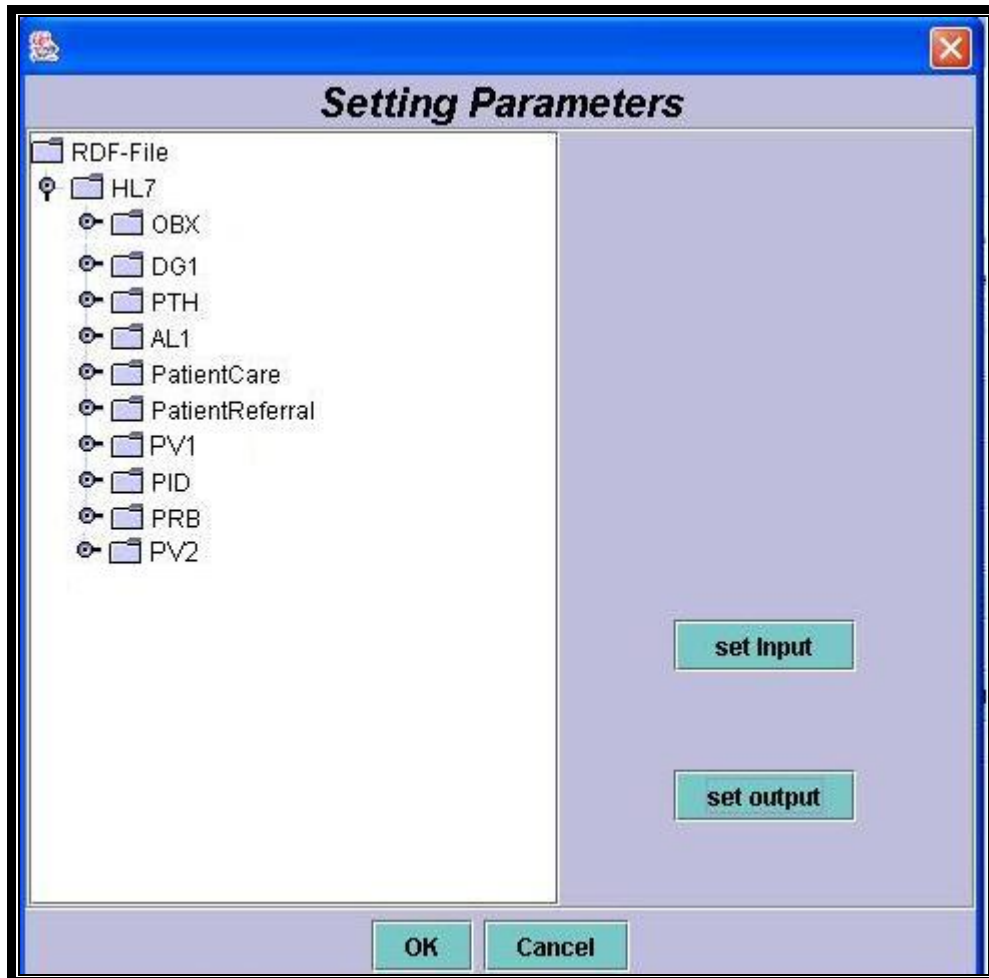 Setting Parameters
RDF-File
HL7
OBX
DG1
PTH
AL1
PatientCare
PatientReferral
PV1
PID
PRB
PV2
set Input
set output
OK
Cancel